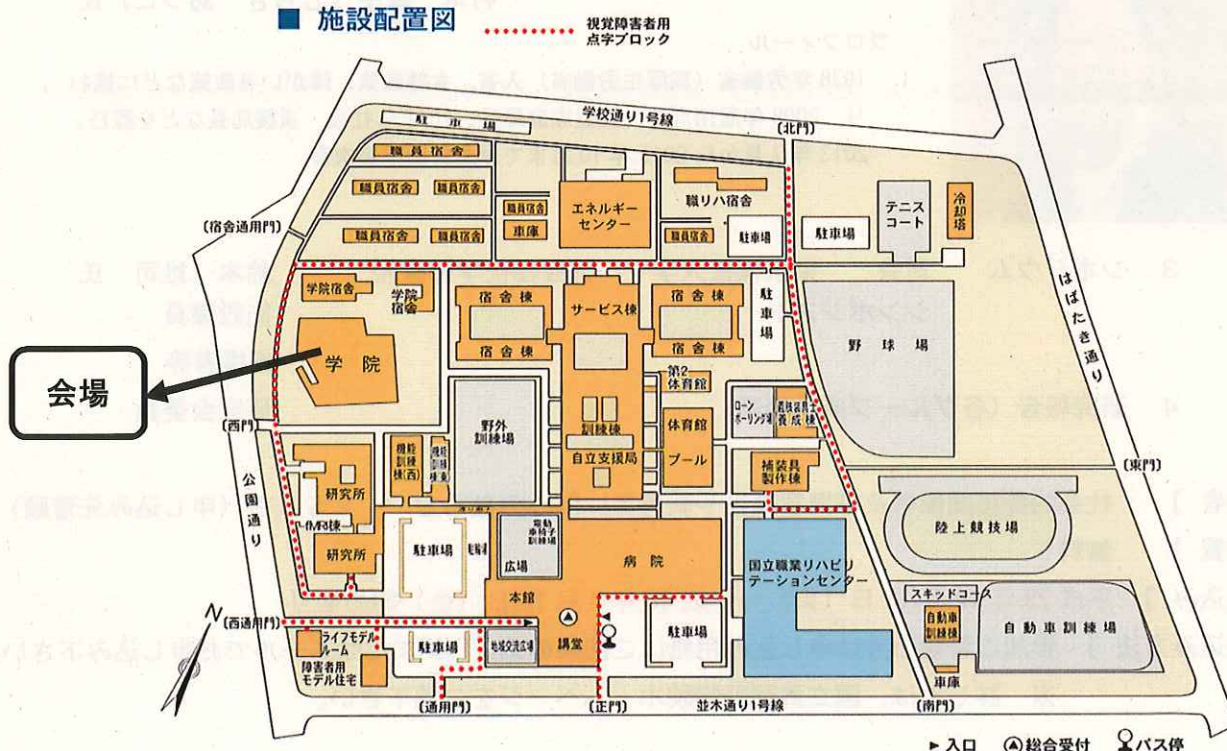 ■ 施設配置図
視覚障害者用
点字ブロック
学校通り1号線
(北門)
駐車場
職員宿舎
職員宿舎
職員宿舎
職員宿舎
車庫
エネルギー
センター
職リハ宿舎
職員宿舎
駐車場
駐車場
テニス
コート
冷却塔
(宿舎通用門)
職員宿舎
職員宿舎
学院宿舎
学院
宿舎
宿舎棟
サービス棟
宿舎棟
駐車場
はばたき通り
会場
学院
宿舎棟
宿舎棟
野球場
第2
体育館
(西門)
野外
訓練場
訓練棟
体育館
ローン
ボーリング場
義肢装具士
養成棟
機能
訓練
棟(西)
自立支援局
プール
補装具
製作棟
(東門)
公園通り
研究所
fMRI棟
研究所
駐車場
電動
車椅子
訓練場
広場
病院
国立職業リハビリ
テーションセンター
陸上競技場
N
本館
スキッドコース
(西通用門)
ライフモデル
ルーム
駐車場
地域交流広場
講堂
駐車場
自動車
訓練棟
自動車訓練場
障害者用
モデル住宅
車庫
(通用門)
(正門)
並木通り1号線
(南門)
入口
総合受付
バス停